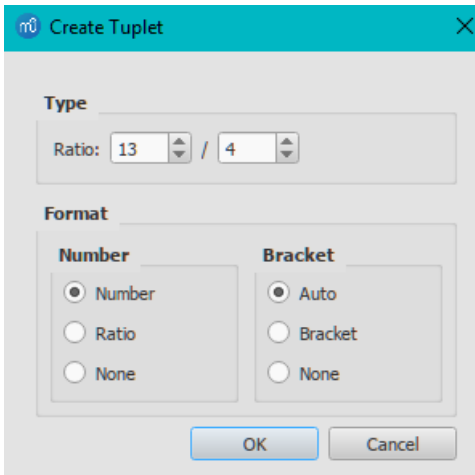 Create Tuplet
Type
Ratio: 13 / 4
Format
Number Bracket
Number Auto
Ratio Bracket
None None
OK Cancel